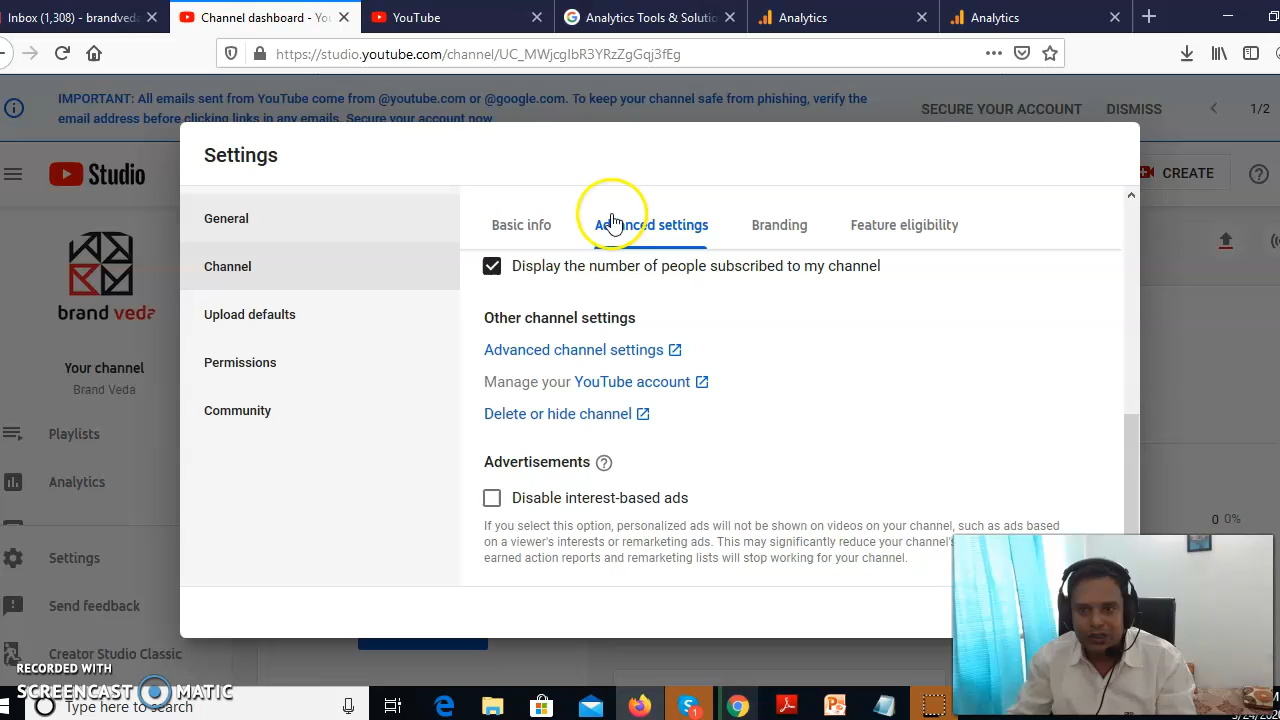 Inbox (1,308) - brandveda
Channel dashboard - You
YouTube
Analytics Tools & Solutio
Analytics
Analytics
https://studio.youtube.com/channel/UC_MWjcgIbR3YRzZgGqj3fEg
IMPORTANT: All emails sent from YouTube come from @youtube.com or @google.com. To keep your channel safe from phishing, verify the
email address before clicking links in any emails. Secure your account now
SECURE YOUR ACCOUNT
DISMISS
1/2
Studio
CREATE
Settings
General
Channel
Upload defaults
Permissions
Community
Basic info
Advanced settings
Branding
Feature eligibility
Display the number of people subscribed to my channel
Other channel settings
Advanced channel settings
Manage your YouTube account
Delete or hide channel
Advertisements
Disable interest-based ads
If you select this option, personalized ads will not be shown on videos on your channel, such as ads based
on a viewer's interests or remarketing ads. This may significantly reduce your channel's
earned action reports and remarketing lists will stop working for your channel.
brand veda
Your channel
Brand Veda
Playlists
Analytics
Settings
Send feedback
Creator Studio Classic
0 0%
RECORDED WITH
SCREENCAST MATIC
Type here to search